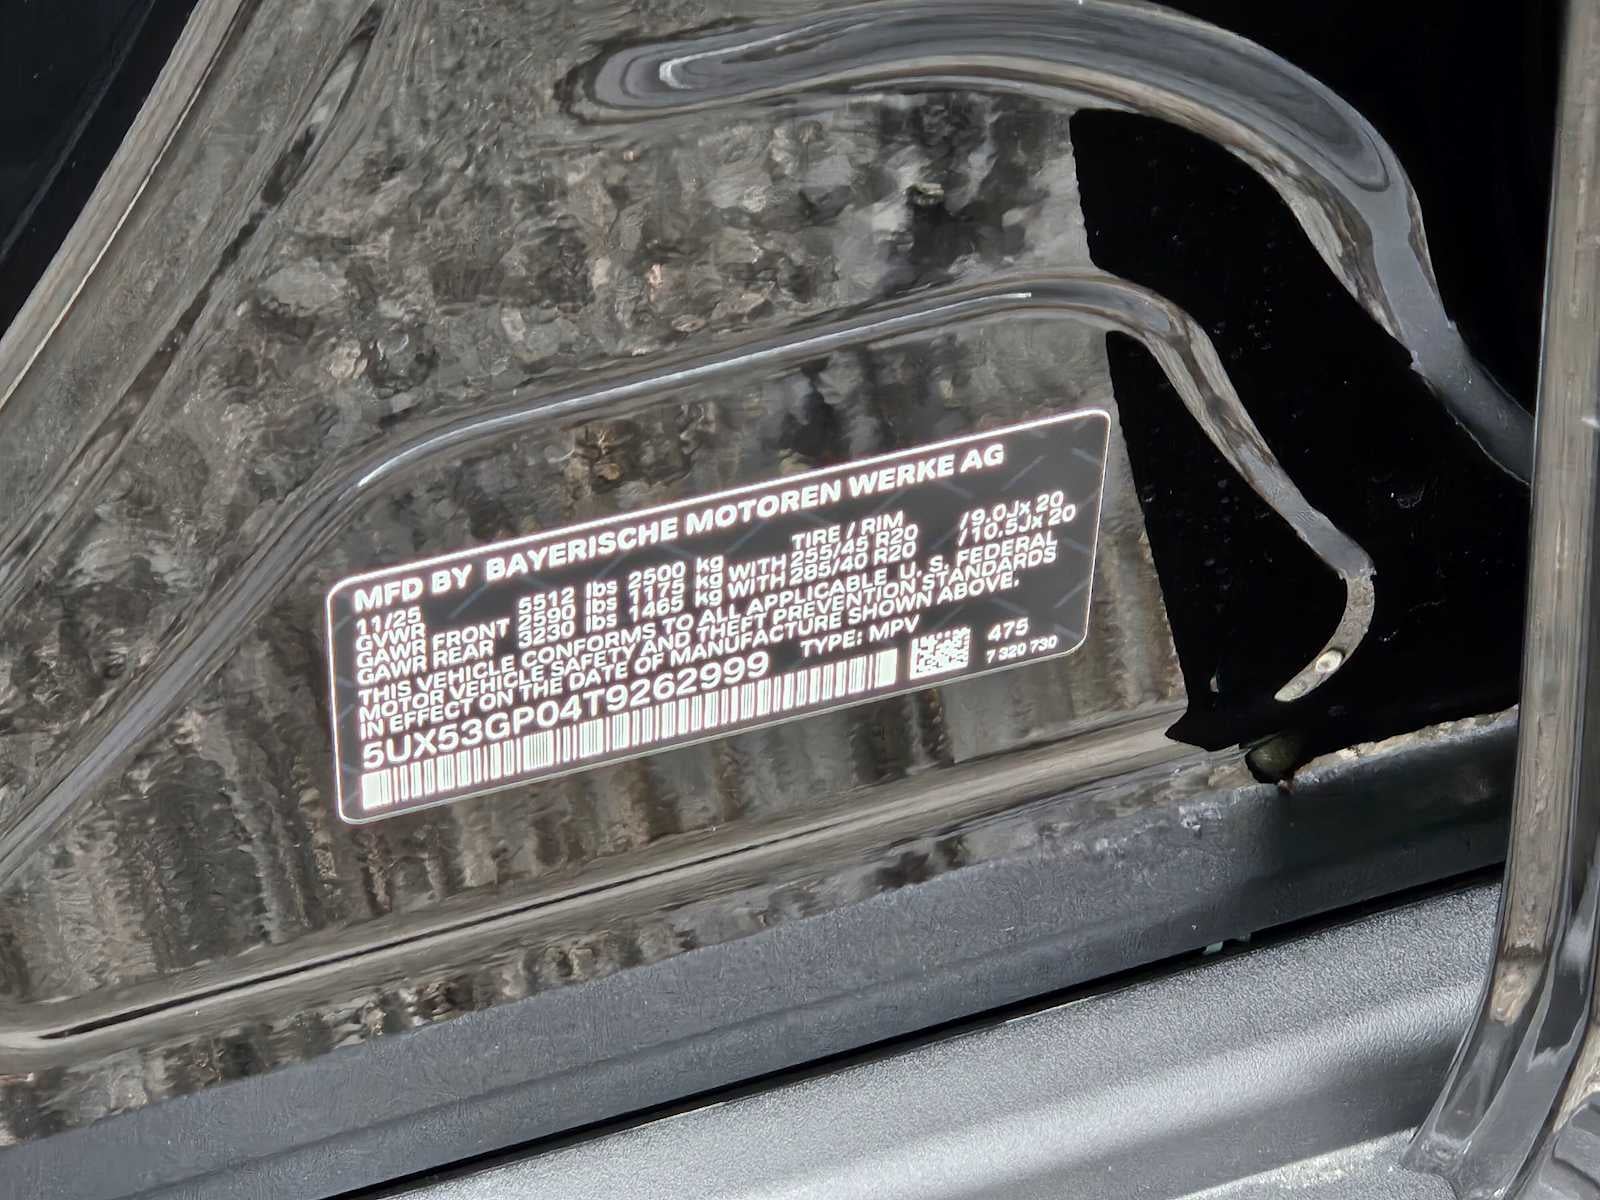 MFD BY BAYERISCHE MOTOREN WERKE AG
11/25 TIRE / RIM
GVWR 5512 lbs 2500 kg
GAWR FRONT 2590 lbs 1175 kg WITH 255/45 R20 / 9.0Jx 20
GAWR REAR 3230 lbs 1465 kg WITH 285/40 R20 / 10.5Jx 20
THIS VEHICLE CONFORMS TO ALL APPLICABLE U. S. FEDERAL
MOTOR VEHICLE SAFETY AND THEFT PREVENTION STANDARDS
IN EFFECT ON THE DATE OF MANUFACTURE SHOWN ABOVE.
5UX53GP04T9262999 TYPE: MPV 475
7 320 730